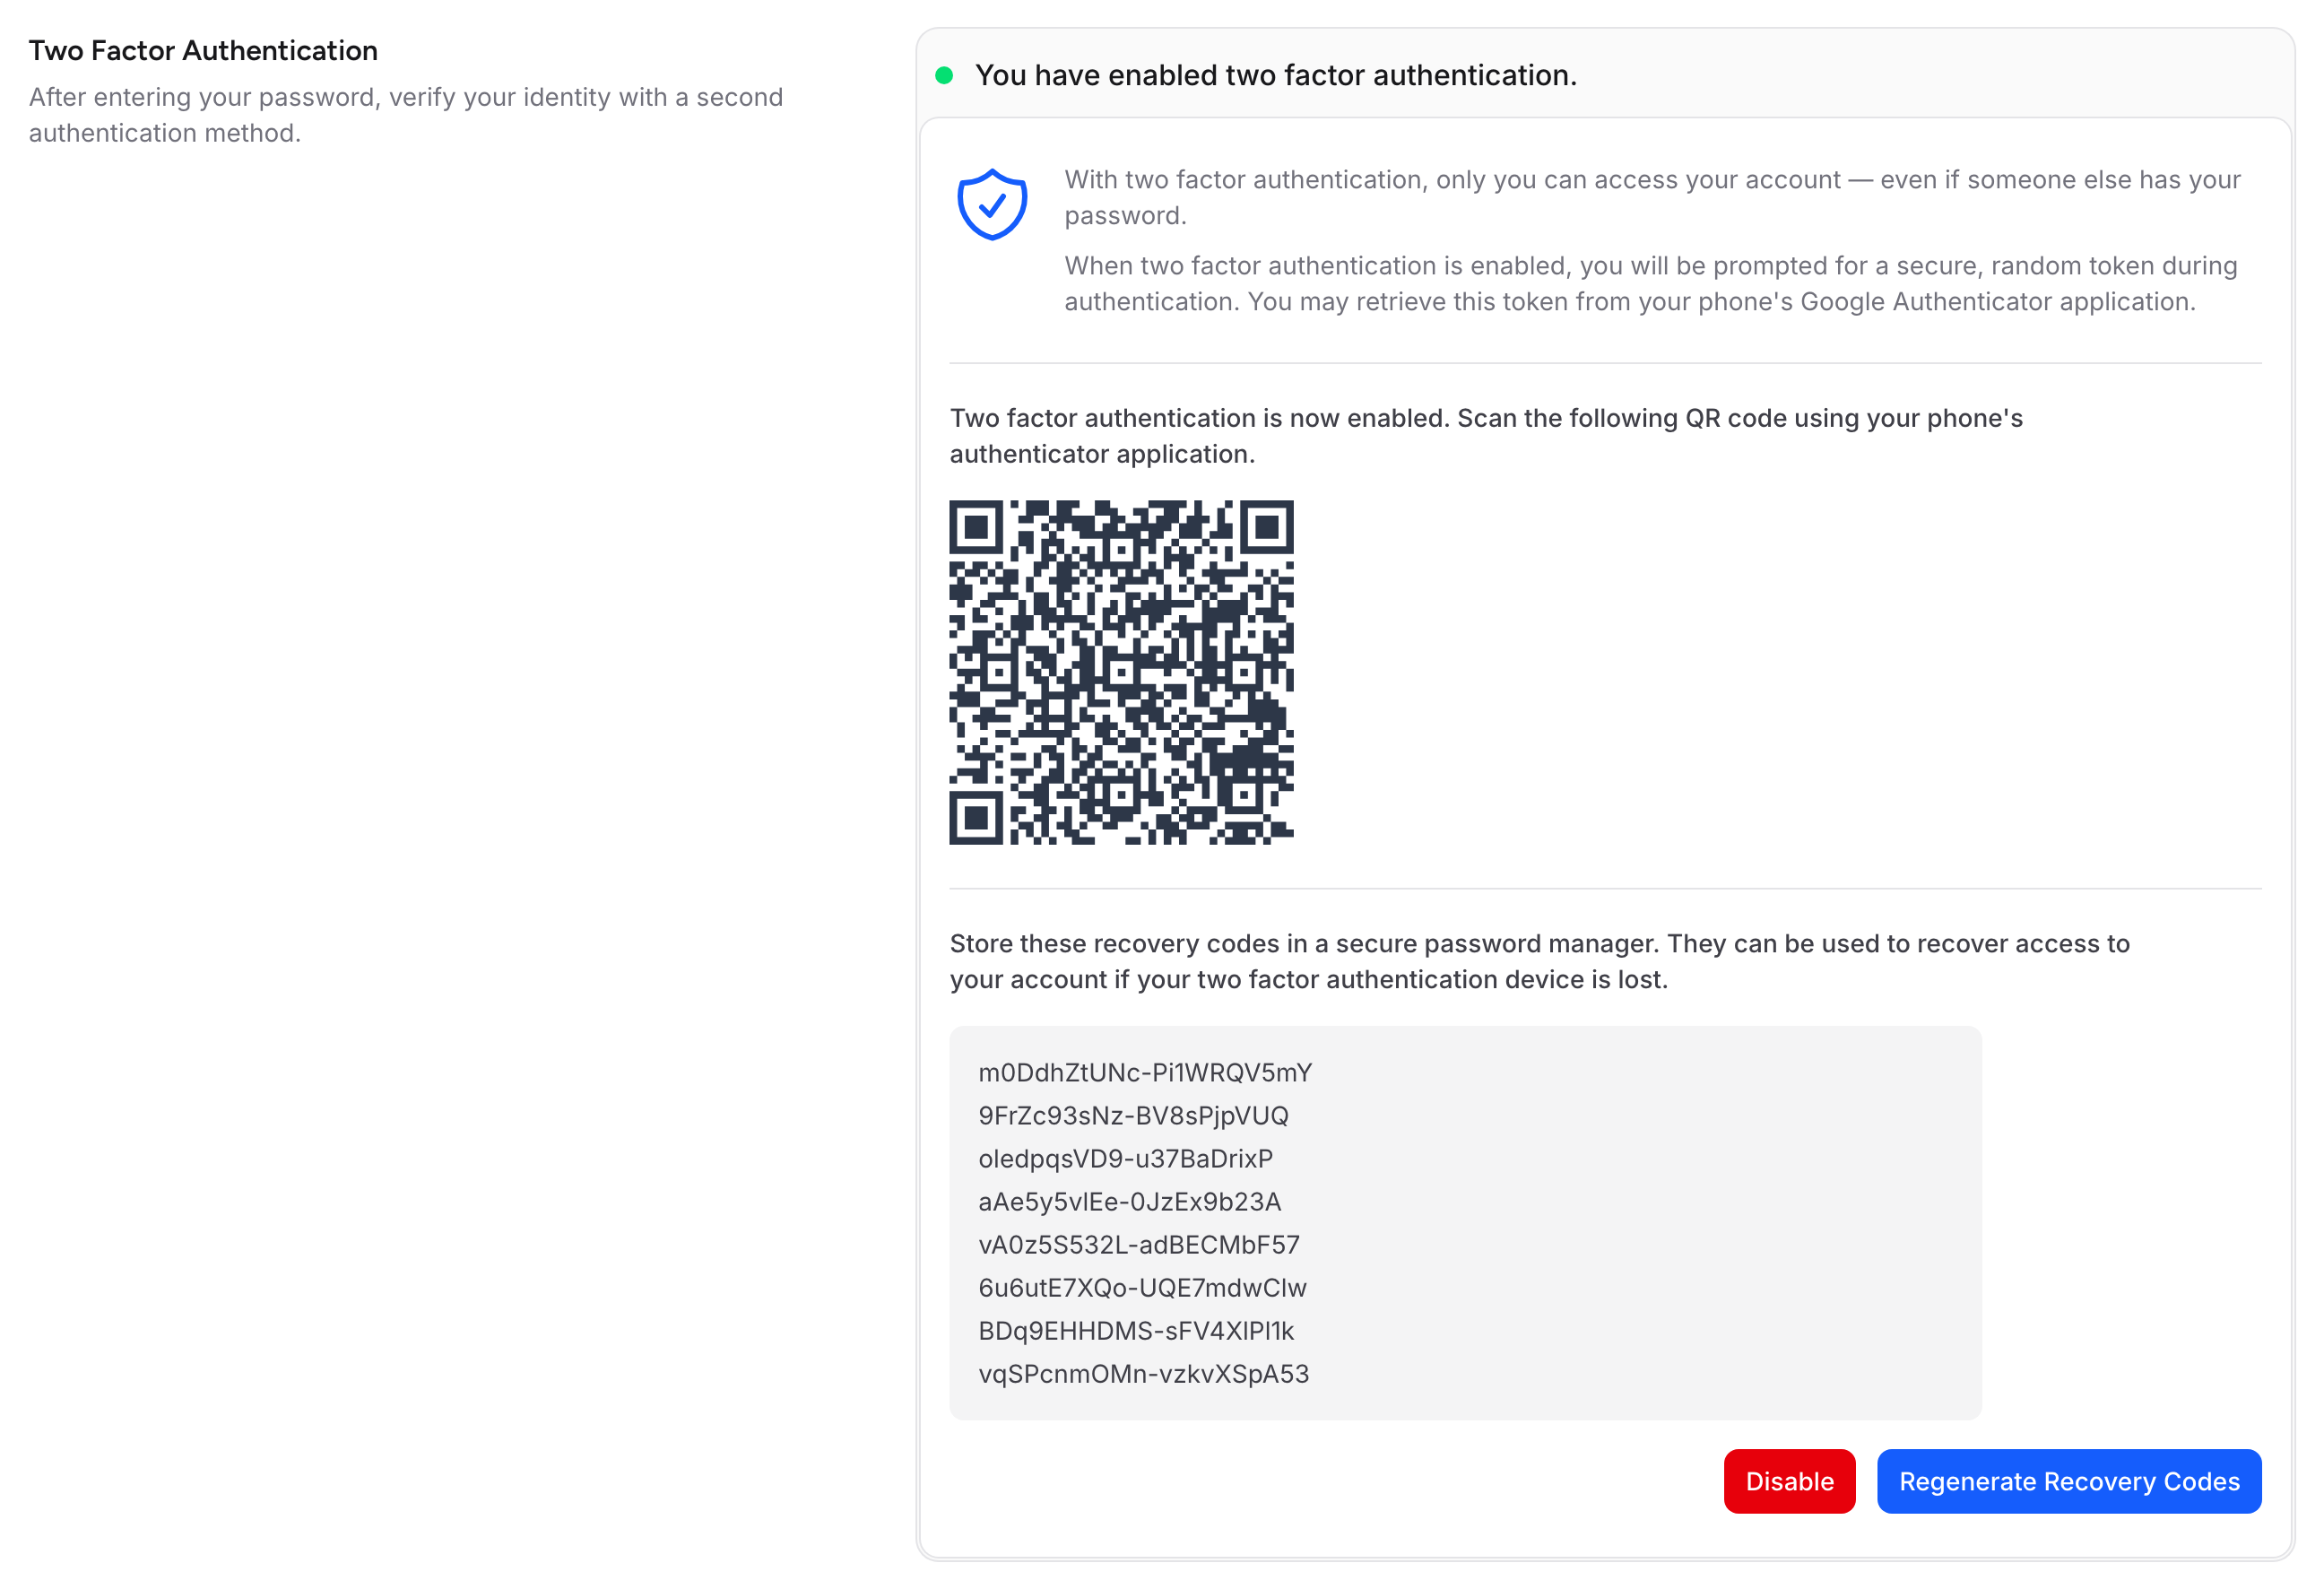 Two Factor Authentication
After entering your password, verify your identity with a second
authentication method.
You have enabled two factor authentication.
With two factor authentication, only you can access your account — even if someone else has your
password.
When two factor authentication is enabled, you will be prompted for a secure, random token during
authentication. You may retrieve this token from your phone's Google Authenticator application.
Two factor authentication is now enabled. Scan the following QR code using your phone's
authenticator application.
Store these recovery codes in a secure password manager. They can be used to recover access to
your account if your two factor authentication device is lost.
m0DdhZtUNc-Pi1WRQV5mY
9FrZc93sNz-BV8sPjpVUQ
oledpqsVD9-u37BaDrixP
aAe5y5vlEe-0JzEx9b23A
vA0z5S532L-adBECMbF57
6u6utE7XQo-UQE7mdwClw
BDq9EHHDMS-sFV4XlPl1k
vqSPcnmOMn-vzkvXSpA53
Disable
Regenerate Recovery Codes